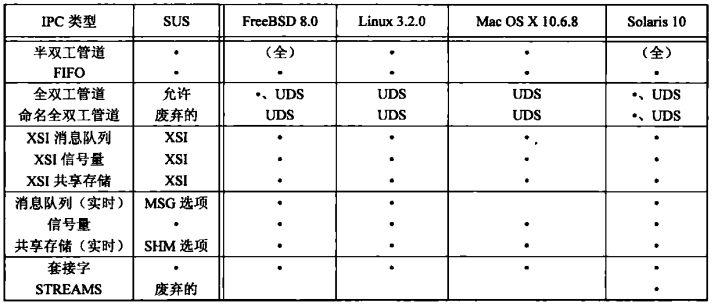 IPC 类型 SUS FreeBSD 8.0 Linux 3.2.0 Mac OS X 10.6.8 Solaris 10
半双工管道 • （全） • • （全）
FIFO • • • • •
全双工管道 允许 •、UDS UDS UDS •、UDS
命名全双工管道 废弃的 UDS UDS UDS •、UDS
XSI 消息队列 XSI • • • •
XSI 信号量 XSI • • • •
XSI 共享存储 XSI • • • •
消息队列（实时） MSG 选项 • • •
信号量 • • • • •
共享存储（实时） SHM 选项 • • • •
套接字 • • • • •
STREAMS 废弃的 •